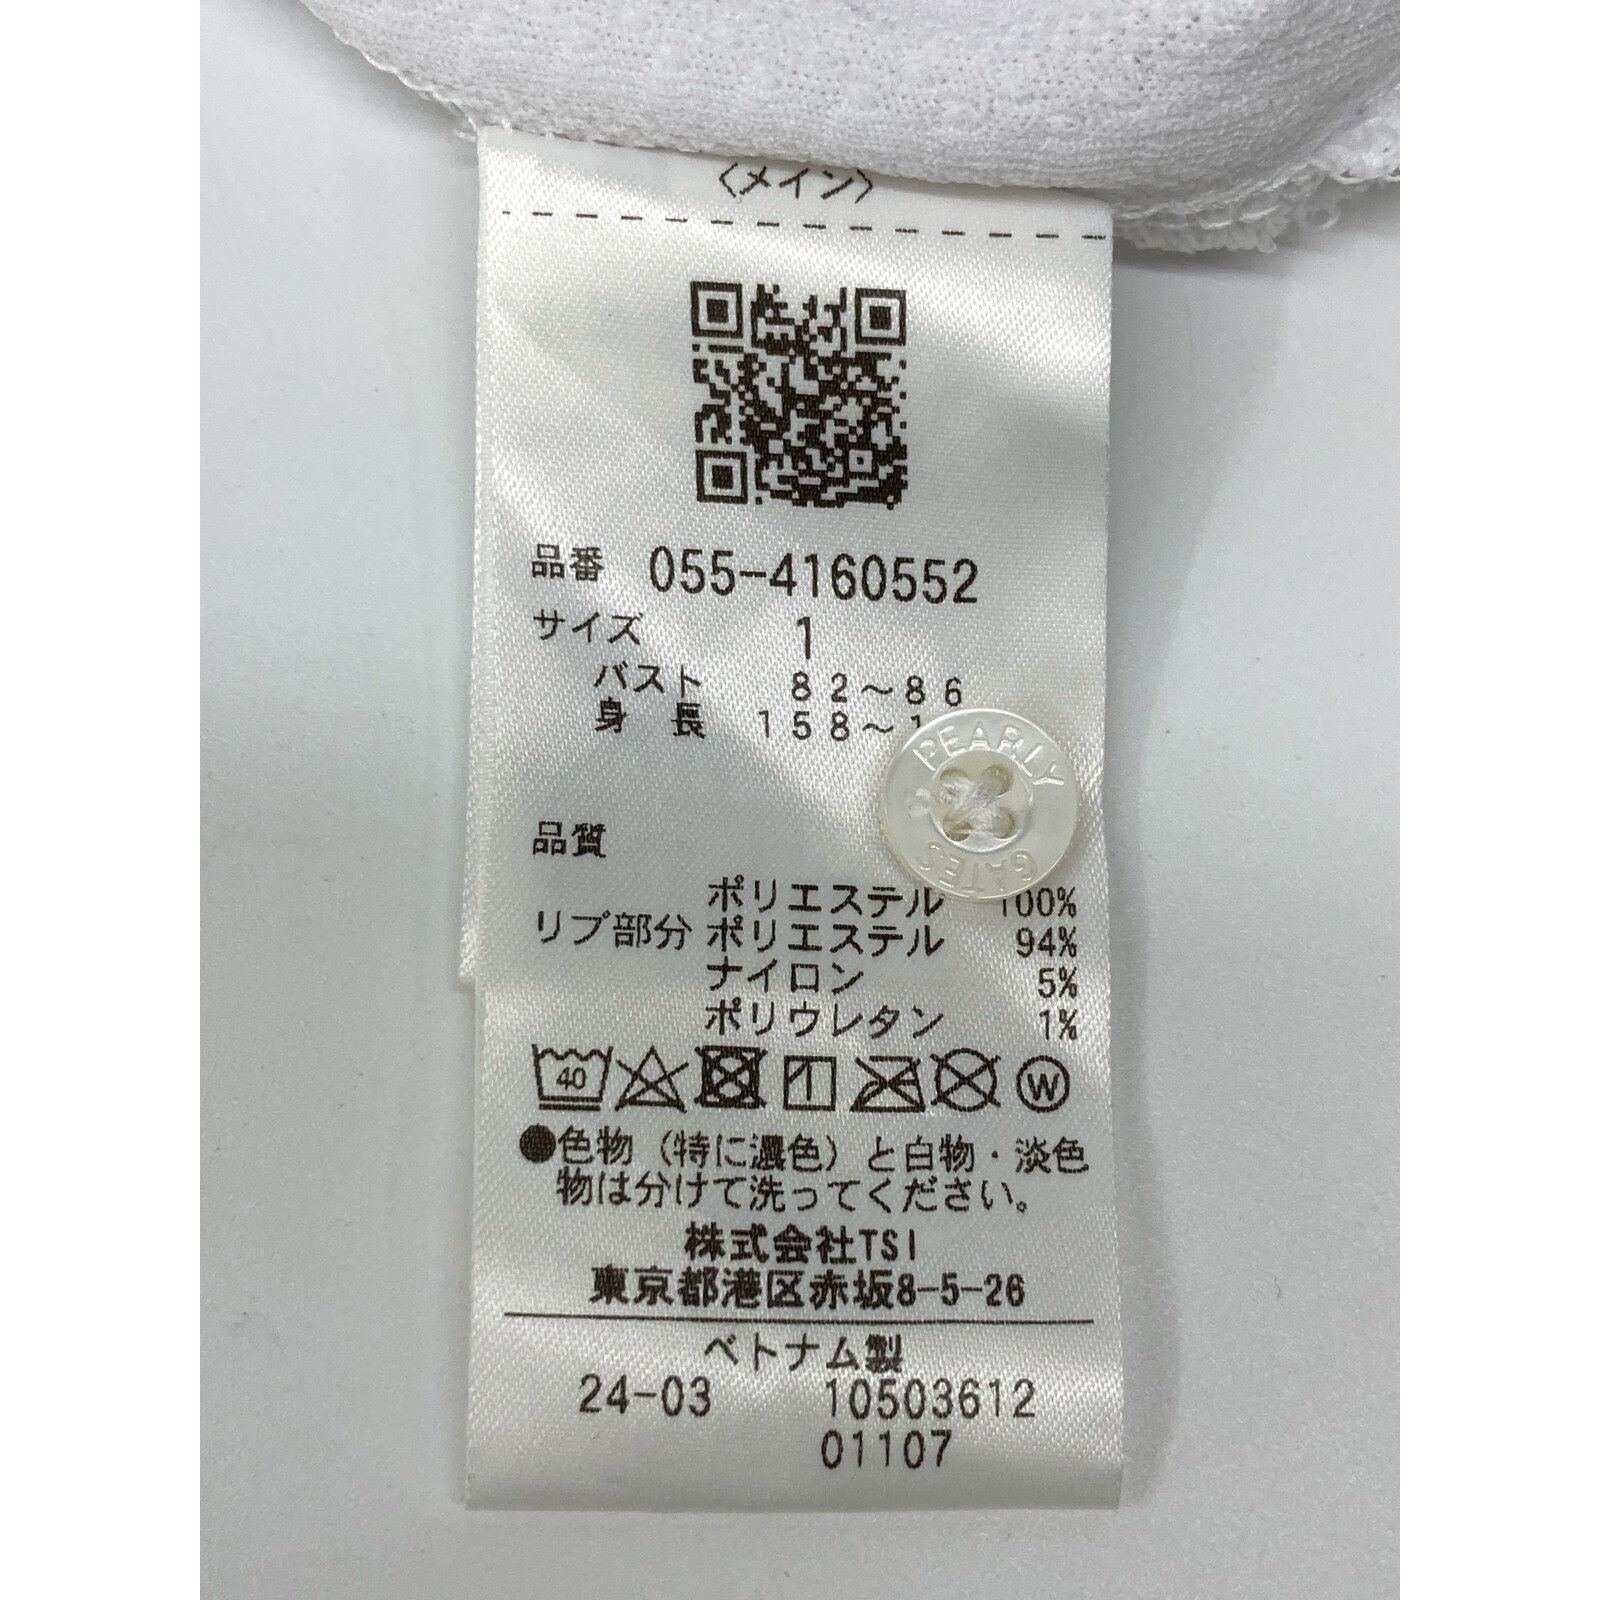 〈メイン〉
品番 055-4160552
サイズ 1
バスト 82～86
身 長 158～1
PEARLY
GATES
品質
ポリエステル 100%
リブ部分 ポリエステル 94%
ナイロン 5%
ポリウレタン 1%
40
W
●色物（特に濃色）と白物・淡色
物は分けて洗ってください。
株式会社TSI
東京都港区赤坂8-5-26
ベトナム製
24-03 10503612
01107